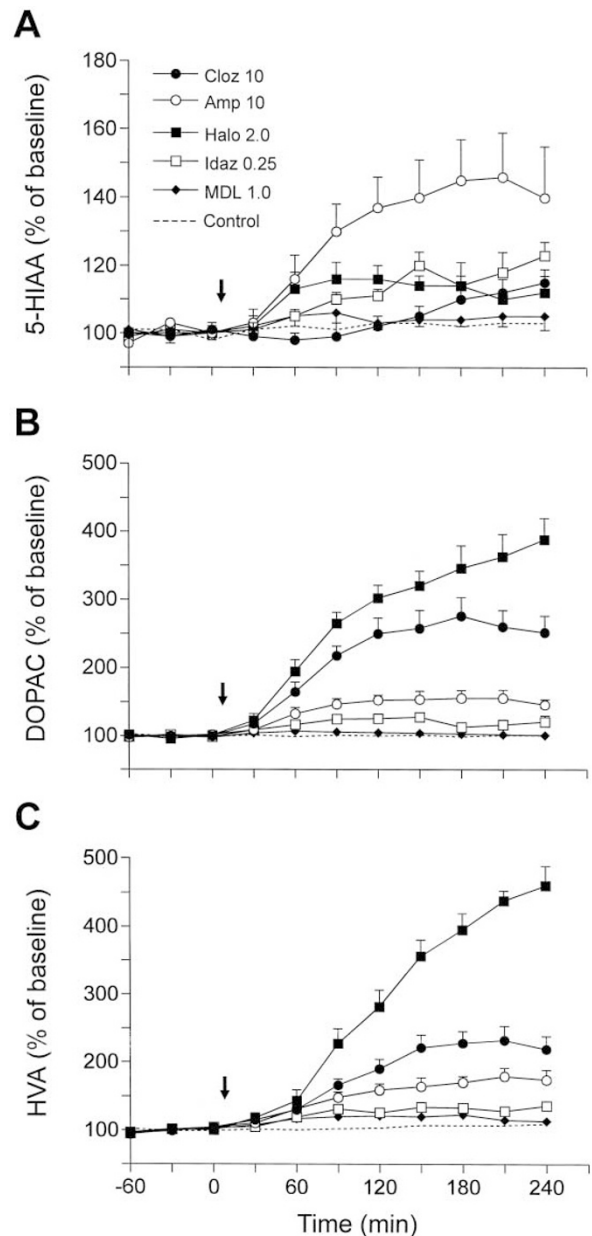 A
5-HIAA (% of baseline)
180
160
140
120
100
Cloz 10
Amp 10
Halo 2.0
Idaz 0.25
MDL 1.0
Control
B
DOPAC (% of baseline)
500
400
300
200
100
C
HVA (% of baseline)
500
400
300
200
100
-60 0 60 120 180 240
Time (min)